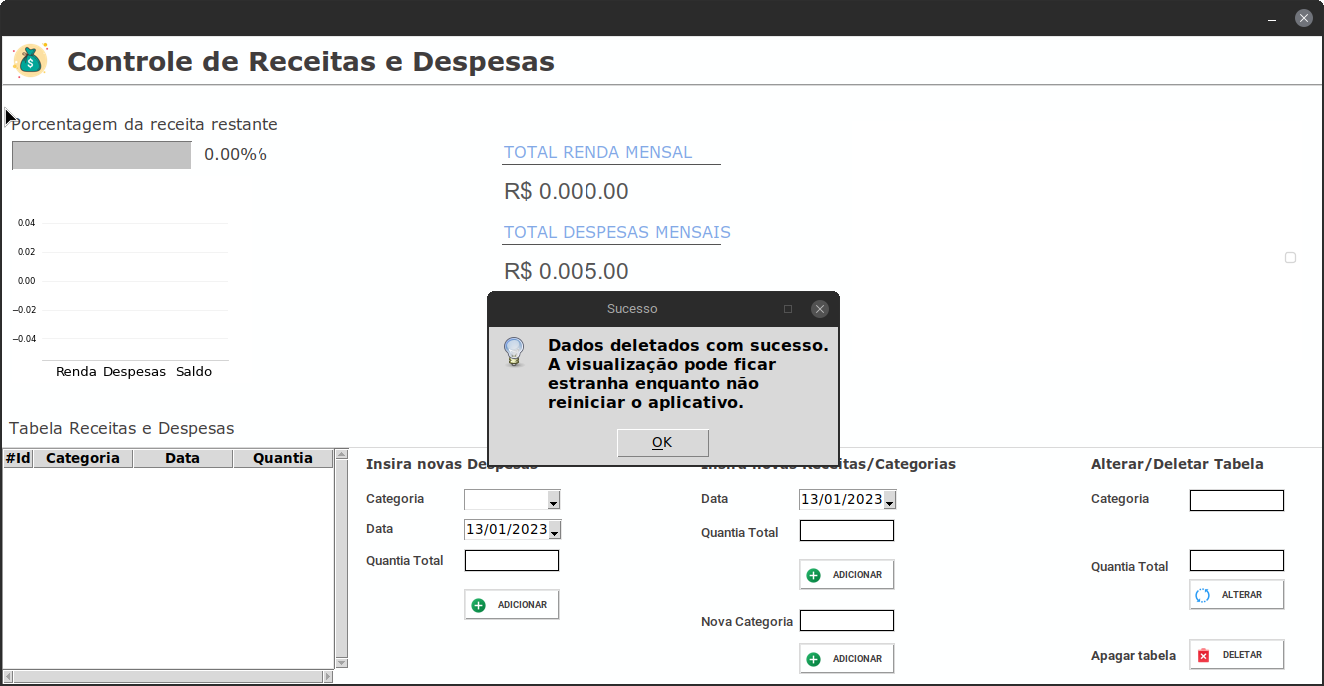 Controle de Receitas e Despesas
Porcentagem da receita restante
0.00%%
TOTAL RENDA MENSAL
R$ 0.000.00
TOTAL DESPESAS MENSAIS
R$ 0.005.00
0.04
0.02
0.00
−0.02
−0.04
Renda Despesas Saldo
Sucesso
Dados deletados com sucesso.
A visualização pode ficar
estranha enquanto não
reiniciar o aplicativo.
OK
Tabela Receitas e Despesas
#Id Categoria Data Quantia
Insira novas Despesas
Categoria
Data 13/01/2023
Quantia Total
ADICIONAR
Insira novas Receitas/Categorias
Data 13/01/2023
Quantia Total
ADICIONAR
Nova Categoria
ADICIONAR
Alterar/Deletar Tabela
Categoria
Quantia Total
ALTERAR
Apagar tabela DELETAR